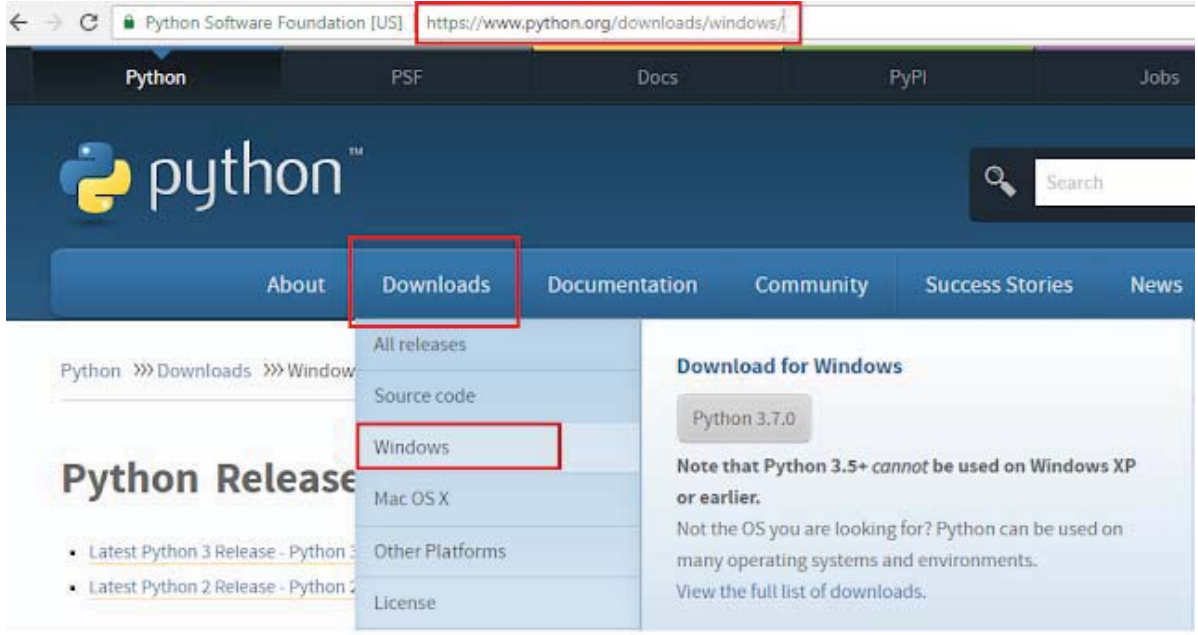 Python Software Foundation [US]
https://www.python.org/downloads/windows/
Python
PSF
Docs
PyPI
Jobs
python™
Search
About
Downloads
Documentation
Community
Success Stories
News
Python >>> Downloads >>> Window
All releases
Source code
Windows
Mac OS X
Other Platforms
License
Download for Windows
Python 3.7.0
Note that Python 3.5+ cannot be used on Windows XP
or earlier.
Not the OS you are looking for? Python can be used on
many operating systems and environments.
View the full list of downloads.
Python Release
Latest Python 3 Release - Python 3
Latest Python 2 Release - Python 2